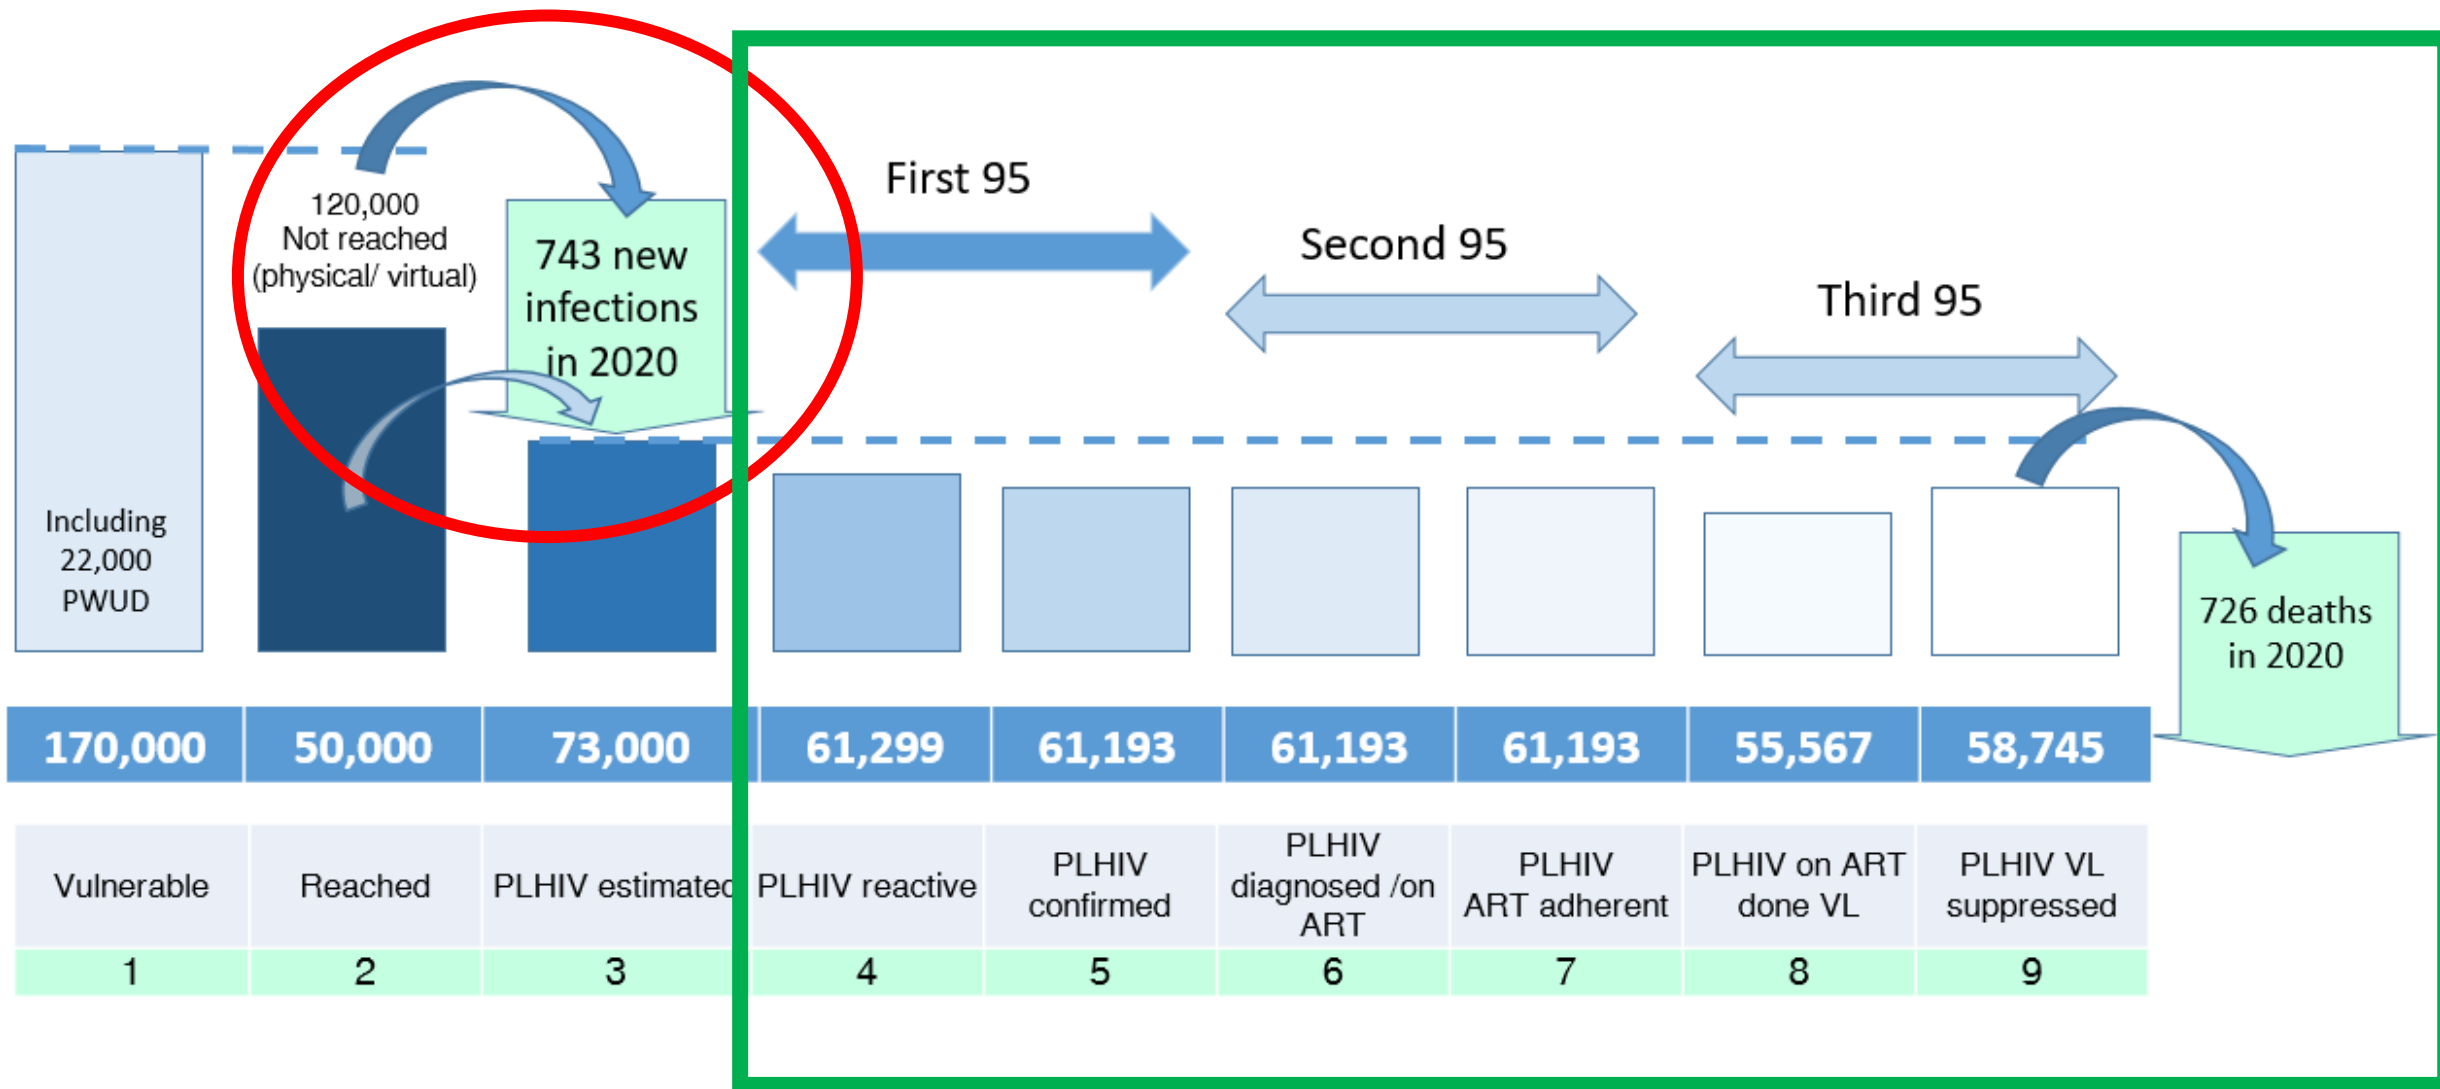 120,000
Not reached
(physical/ virtual)
743 new
infections
in 2020
First 95
Second 95
Third 95
Including
22,000
PWUD
726 deaths
in 2020
170,000 50,000 73,000 61,299 61,193 61,193 61,193 55,567 58,745
Vulnerable
Reached
PLHIV estimated
PLHIV reactive
PLHIV
confirmed
PLHIV
diagnosed /on
ART
PLHIV
ART adherent
PLHIV on ART
done VL
PLHIV VL
suppressed
1 2 3 4 5 6 7 8 9